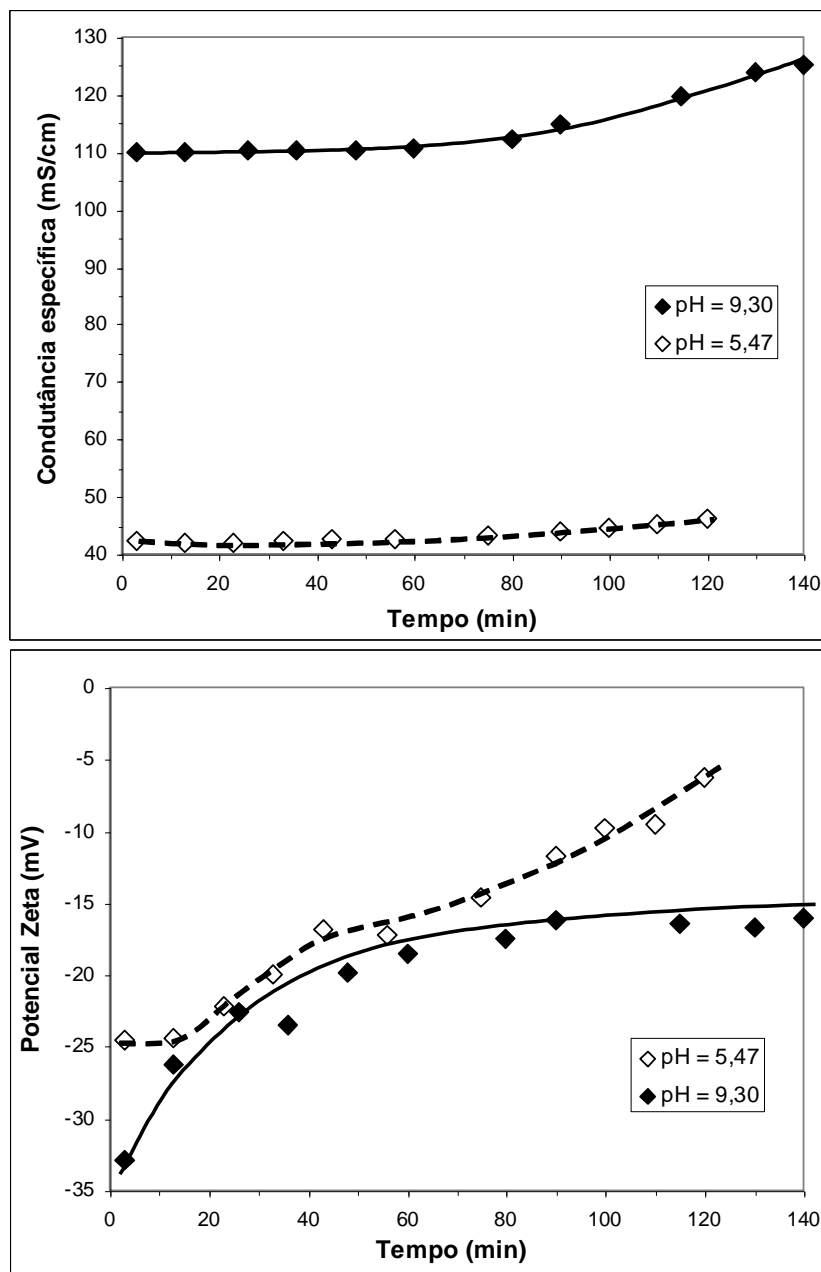 130
120
110
100
90
80
70
60
50
40
Condutância específica (mS/cm)
pH = 9,30
pH = 5,47
0 20 40 60 80 100 120 140
Tempo (min)
0
-5
-10
-15
-20
-25
-30
-35
Potencial Zeta (mV)
pH = 5,47
pH = 9,30
0 20 40 60 80 100 120 140
Tempo (min)